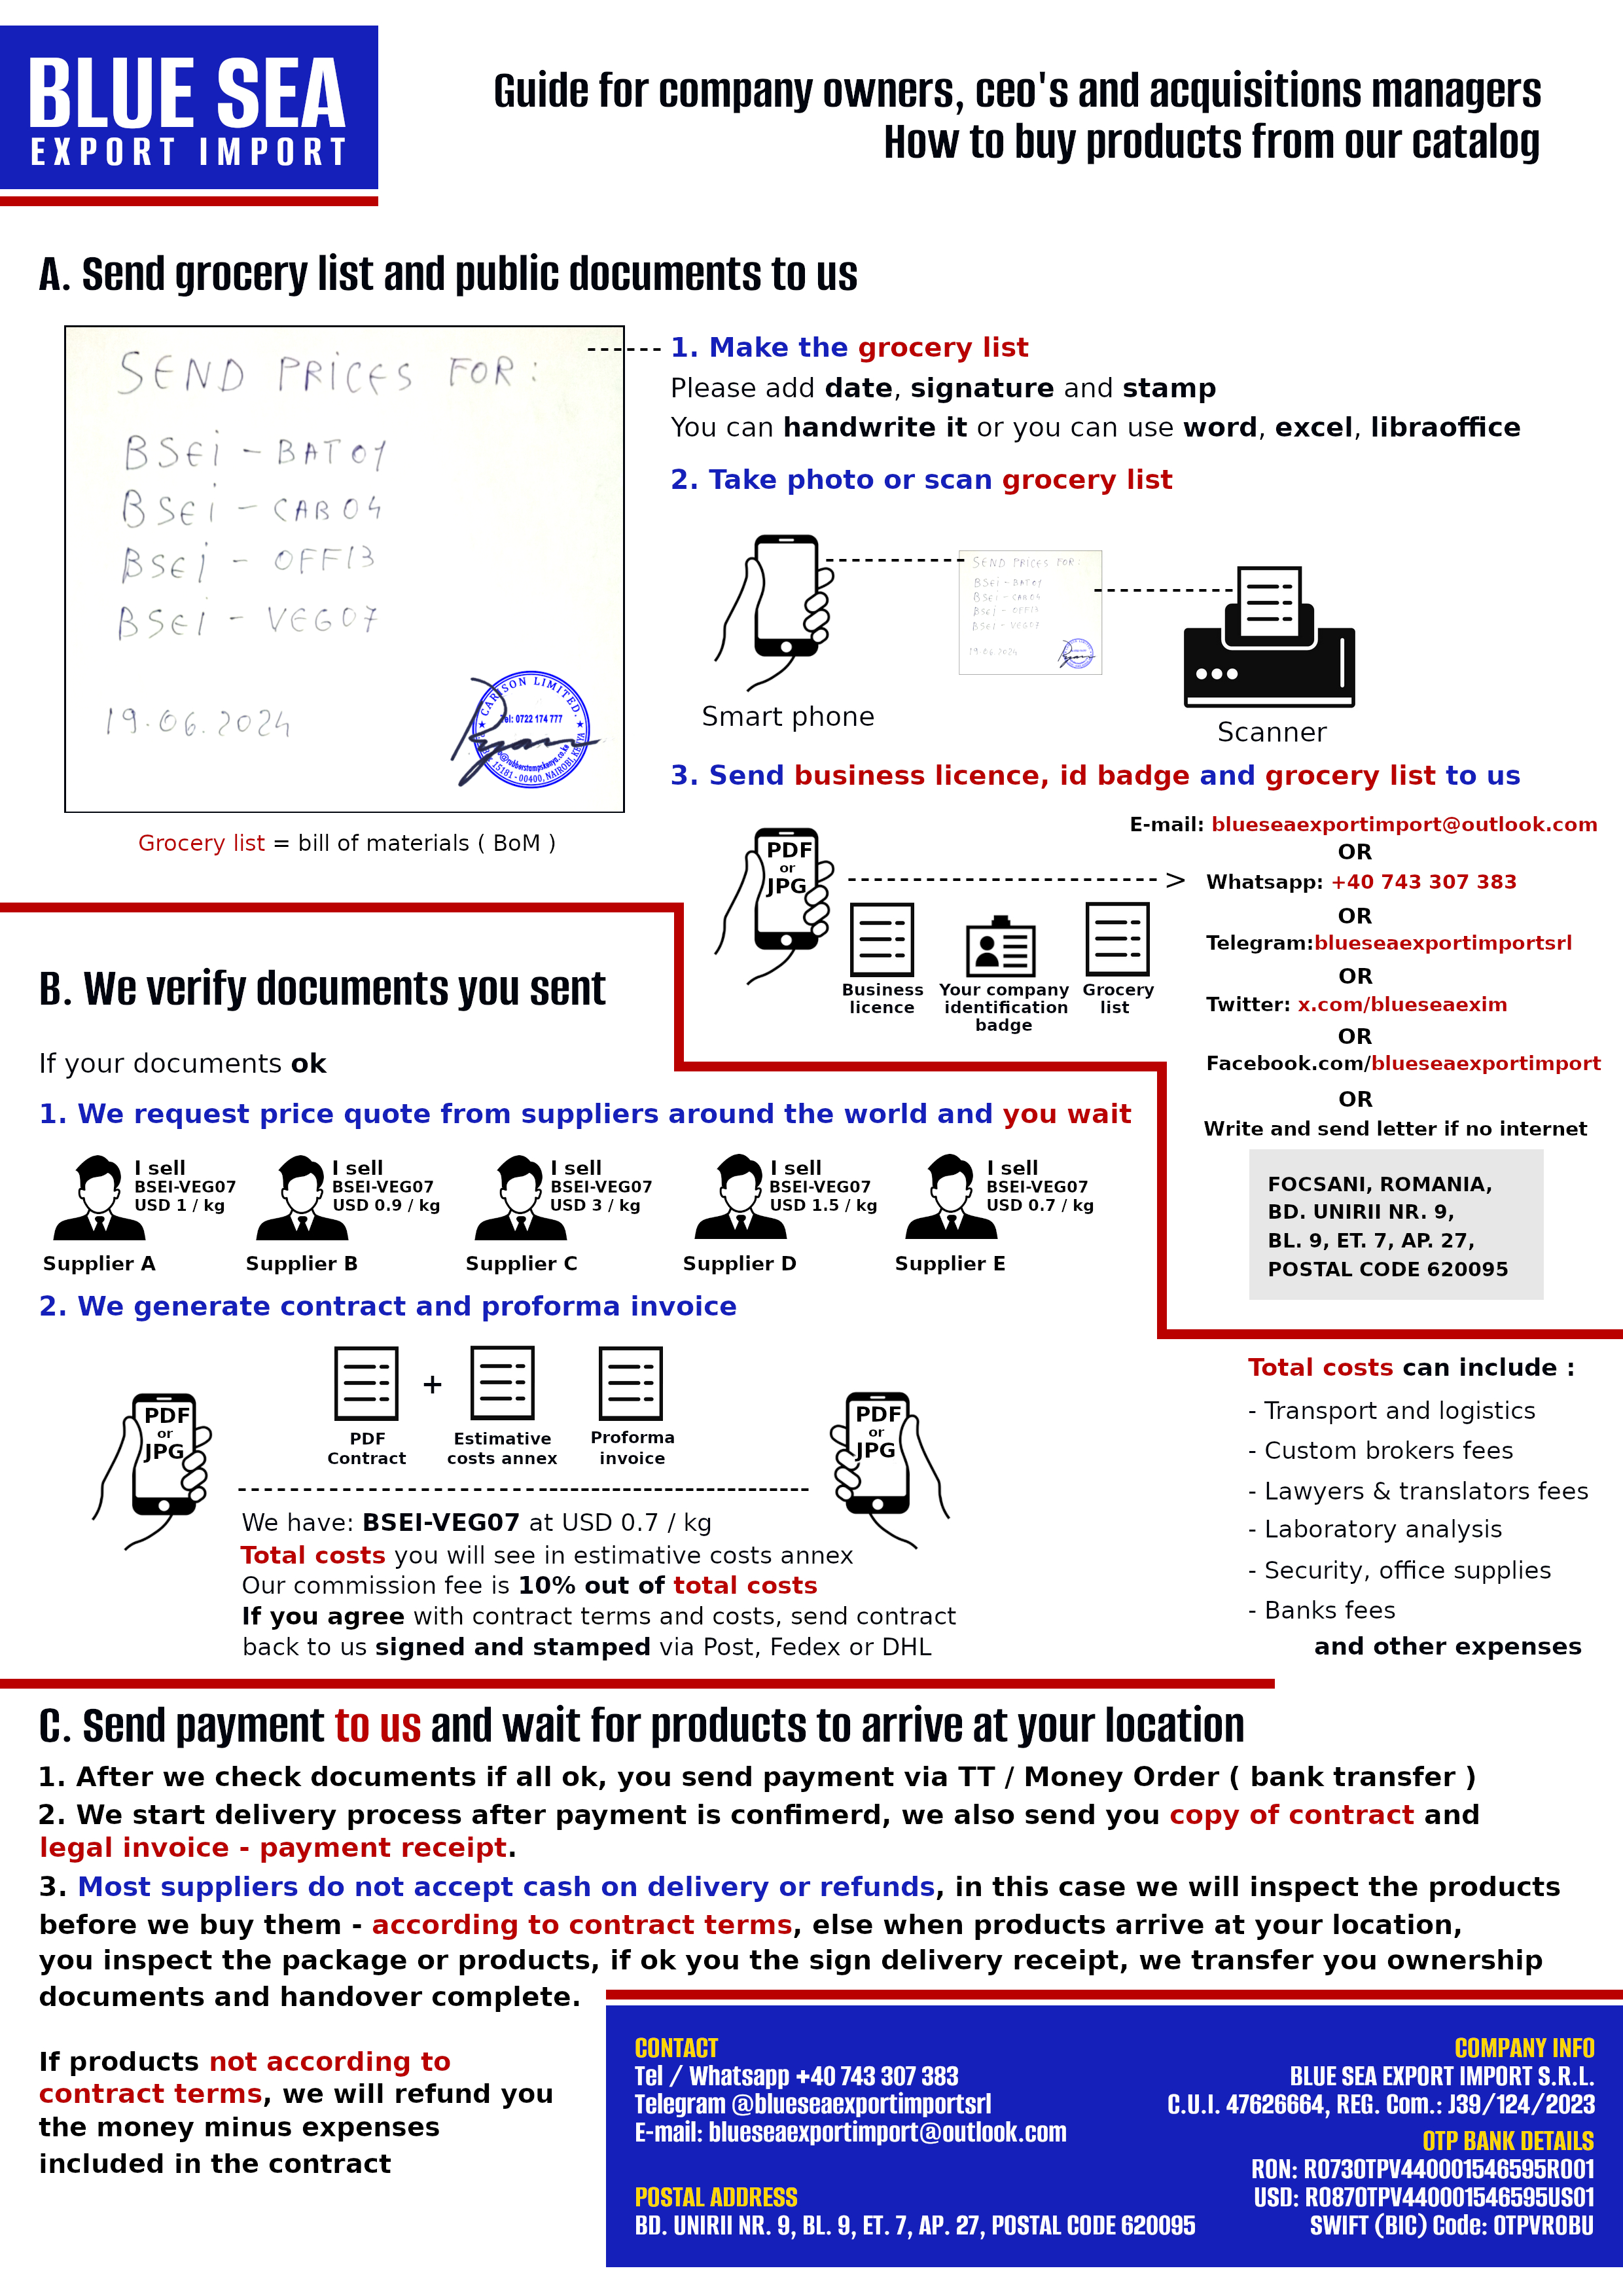 BLUE SEA
EXPORT IMPORT
Guide for company owners, ceo's and acquisitions managers
How to buy products from our catalog
A. Send grocery list and public documents to us
SEND PRICES FOR:
BSEi - BAT01
BSEi - CAB04
BSEi - OFF13
BSEi - VEG07
19.06.2024
CARLSON LIMITED.
Tel: 0722 174 777
15181 - 00400, NAIROBI, KENYA
Ryan
Grocery list = bill of materials ( BoM )
1. Make the grocery list
Please add date, signature and stamp
You can handwrite it or you can use word, excel, libraoffice
2. Take photo or scan grocery list
SEND PRICES FOR:
BSEi - BAT01
BSEi - CAB04
BSEi - OFF13
BSEi - VEG07
19.06.2024
Smart phone
Scanner
3. Send business licence, id badge and grocery list to us
PDF
or
JPG
>
Business
licence
Your company
identification
badge
Grocery
list
E-mail: blueseaexportimport@outlook.com
OR
Whatsapp: +40 743 307 383
OR
Telegram:blueseaexportimportsrl
OR
Twitter: x.com/blueseaexim
OR
Facebook.com/blueseaexportimport
OR
Write and send letter if no internet
FOCSANI, ROMANIA,
BD. UNIRII NR. 9,
BL. 9, ET. 7, AP. 27,
POSTAL CODE 620095
B. We verify documents you sent
If your documents ok
1. We request price quote from suppliers around the world and you wait
I sell
BSEI-VEG07
USD 1 / kg
Supplier A
I sell
BSEI-VEG07
USD 0.9 / kg
Supplier B
I sell
BSEI-VEG07
USD 3 / kg
Supplier C
I sell
BSEI-VEG07
USD 1.5 / kg
Supplier D
I sell
BSEI-VEG07
USD 0.7 / kg
Supplier E
2. We generate contract and proforma invoice
PDF
or
JPG
PDF
Contract
+
Estimative
costs annex
Proforma
invoice
PDF
or
JPG
We have: BSEI-VEG07 at USD 0.7 / kg
Total costs you will see in estimative costs annex
Our commission fee is 10% out of total costs
If you agree with contract terms and costs, send contract
back to us signed and stamped via Post, Fedex or DHL
Total costs can include :
- Transport and logistics
- Custom brokers fees
- Lawyers & translators fees
- Laboratory analysis
- Security, office supplies
- Banks fees
and other expenses
C. Send payment to us and wait for products to arrive at your location
1. After we check documents if all ok, you send payment via TT / Money Order ( bank transfer )
2. We start delivery process after payment is confimerd, we also send you copy of contract and
legal invoice - payment receipt.
3. Most suppliers do not accept cash on delivery or refunds, in this case we will inspect the products
before we buy them - according to contract terms, else when products arrive at your location,
you inspect the package or products, if ok you the sign delivery receipt, we transfer you ownership
documents and handover complete.
If products not according to
contract terms, we will refund you
the money minus expenses
included in the contract
CONTACT
Tel / Whatsapp +40 743 307 383
Telegram @blueseaexportimportsrl
E-mail: blueseaexportimport@outlook.com
POSTAL ADDRESS
BD. UNIRII NR. 9, BL. 9, ET. 7, AP. 27, POSTAL CODE 620095
COMPANY INFO
BLUE SEA EXPORT IMPORT S.R.L.
C.U.I. 47626664, REG. Com.: J39/124/2023
OTP BANK DETAILS
RON: RO73OTPV440001546595RO01
USD: RO87OTPV440001546595US01
SWIFT (BIC) Code: OTPVROBU